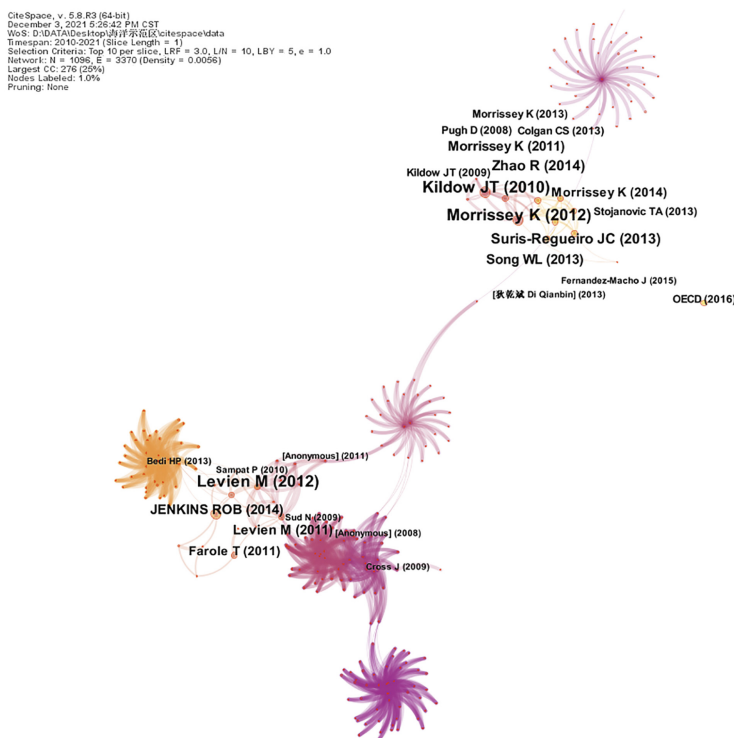 CiteSpace, v. 5.8.R3 (64-bit)
December 3, 2021 5:26:42 PM CST
WoS: D:\DATA\Desktop\海洋示范区\citespace\data
Timespan: 2010-2021 (Slice Length = 1)
Selection Criteria: Top 10 per slice, LRF = 3.0, L/N = 10, LBY = 5, e = 1.0
Network: N = 1096, E = 3370 (Density = 0.0056)
Largest CC: 276 (25%)
Nodes Labeled: 1.0%
Pruning: None
Morrissey K (2013)
Pugh D (2008) Colgan CS (2013)
Morrissey K (2011)
Zhao R (2014)
Kildow JT (2009)
Kildow JT (2010)
Morrissey K (2014)
Morrissey K (2012)
Stojanovic TA (2013)
Suris-Regueiro JC (2013)
Song WL (2013)
Fernandez-Macho J (2015)
[狄乾斌 Di Qianbin] (2013)
OECD (2016)
[Anonymous] (2011)
Bedi HP (2013)
Sampat P (2010)
Levien M (2012)
JENKINS ROB (2014)
Sud N (2009)
Levien M (2011)
[Anonymous] (2008)
Farole T (2011)
Cross J (2009)